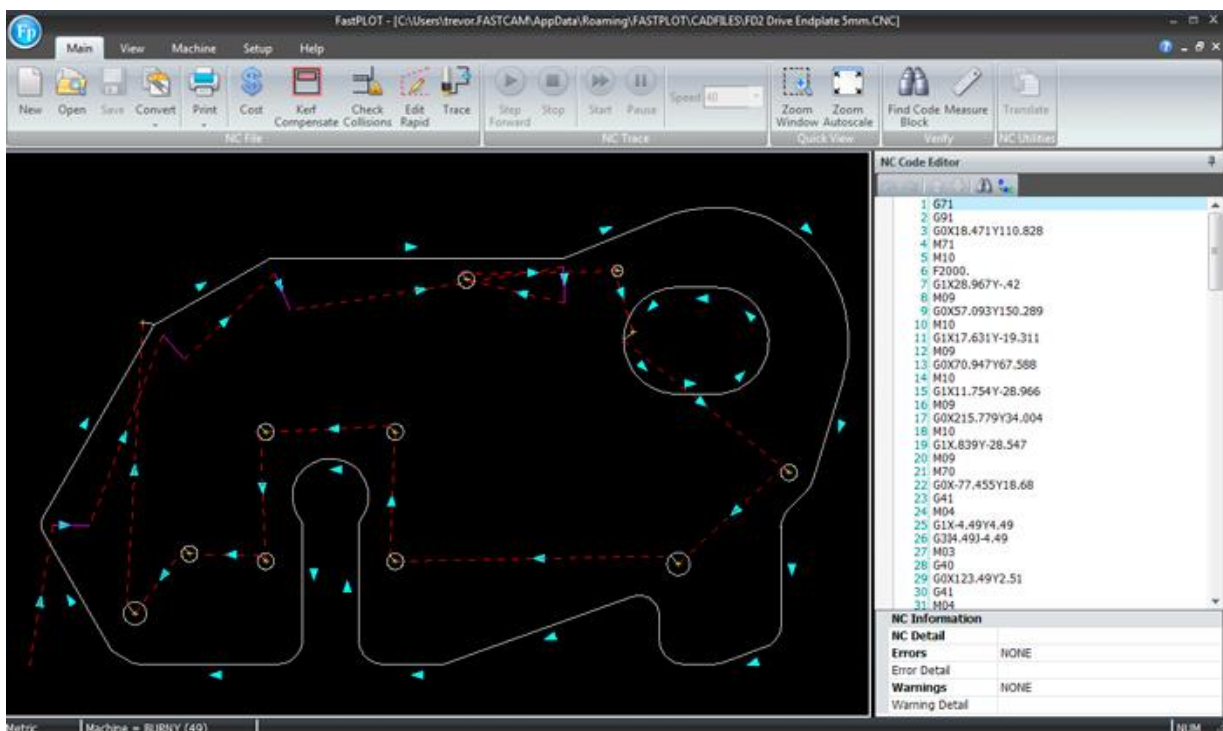 Fp
FastPLOT - [C:\Users\trevor.FASTCAM\AppData\Roaming\FASTPLOT\CADFILES\FD2 Drive Endplate 5mm.CNC]
Main View Machine Setup Help
New Open Save Convert Print Cost Kerf Compensate Check Collisions Edit Rapid Trace Step Forward Stop Start Pause Speed 40 Zoom Window Zoom Autoscale Find Code Block Measure Translate
NC File NC Trace Quick View Verify NC Utilities
NC Code Editor
1 G71
2 G91
3 G0X18.471Y110.828
4 M71
5 M10
6 F2000.
7 G1X28.967Y-.42
8 M09
9 G0X57.093Y150.289
10 M10
11 G1X17.631Y-19.311
12 M09
13 G0X70.947Y67.588
14 M10
15 G1X11.754Y-28.966
16 M09
17 G0X215.779Y34.004
18 M10
19 G1X.839Y-28.547
20 M09
21 M70
22 G0X-77.455Y18.68
23 G41
24 M04
25 G1X-4.49Y4.49
26 G3I4.49J-4.49
27 M03
28 G40
29 G0X123.49Y2.51
30 G41
31 M04
NC Information
NC Detail
Errors NONE
Error Detail
Warnings NONE
Warning Detail
Metric Machine = BURNY (49) NUM